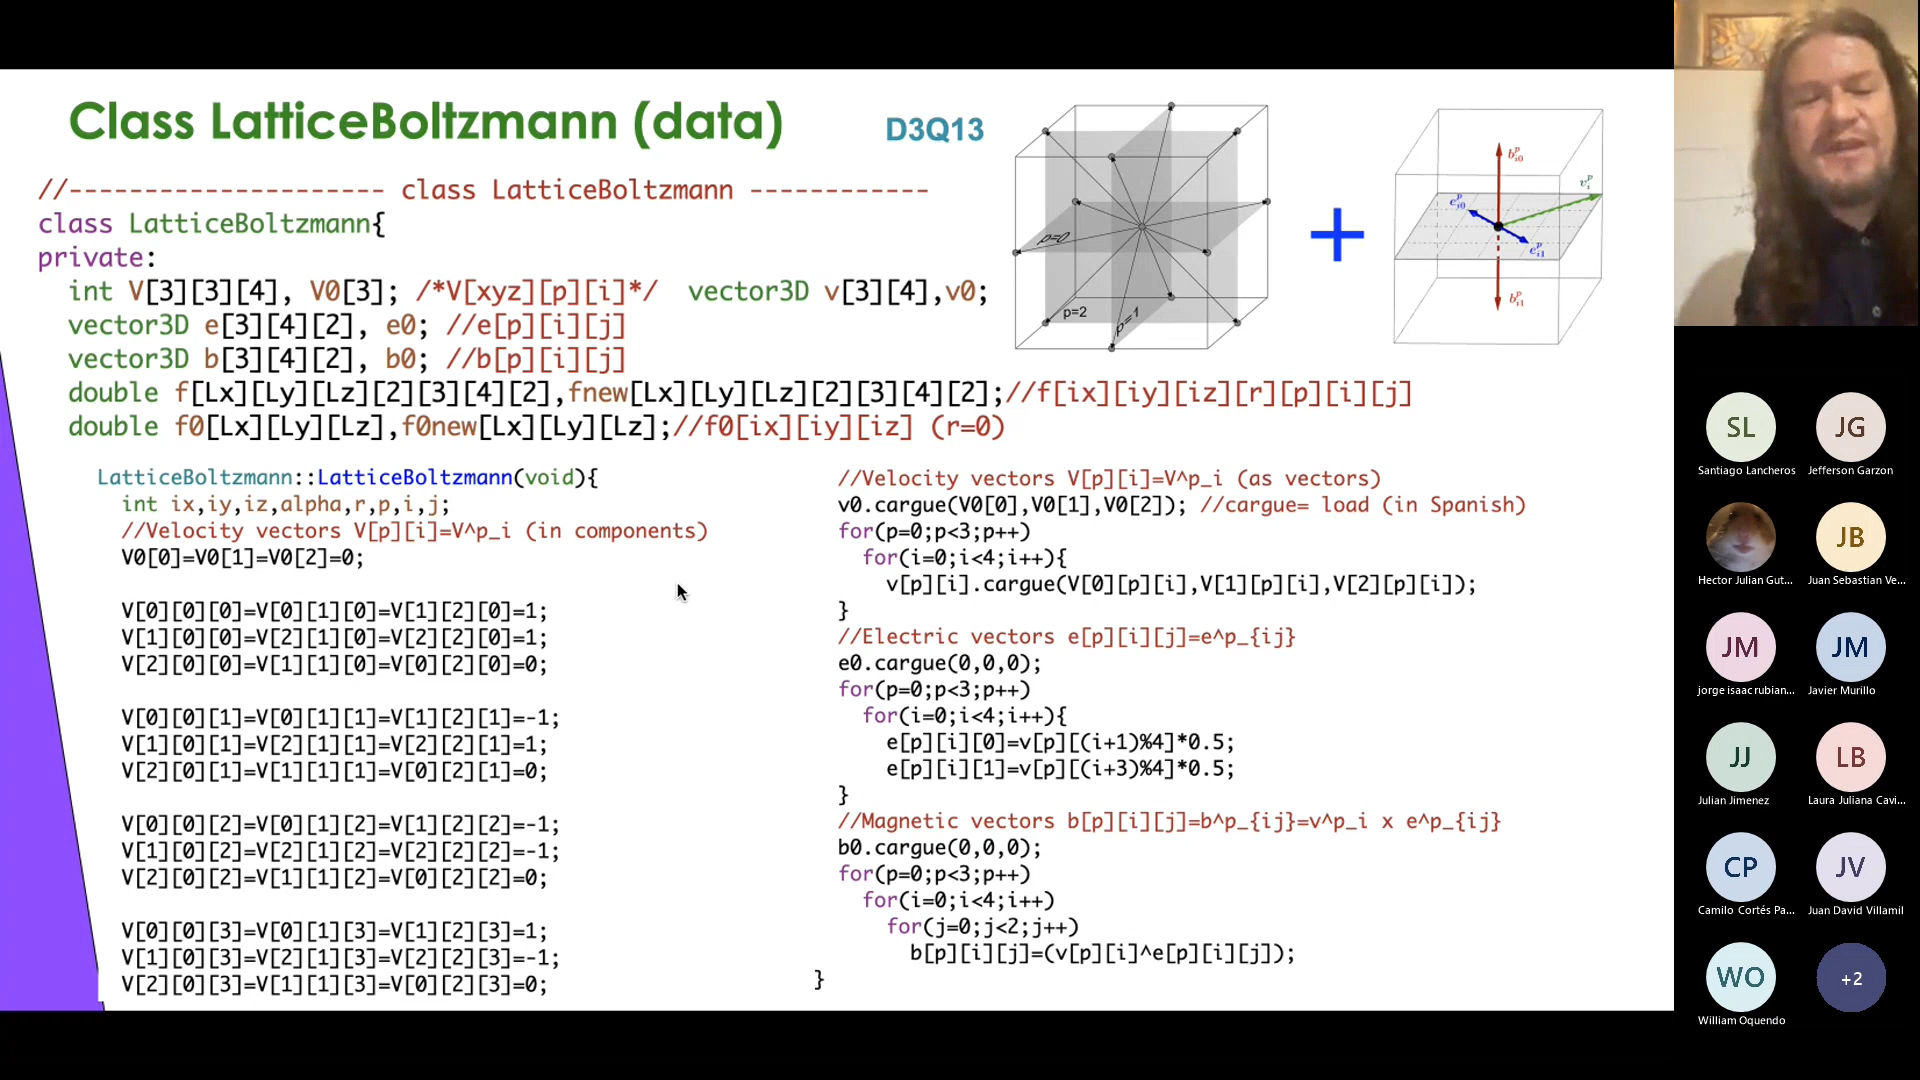 Class LatticeBoltzmann (data)
D3Q13
//--------------------- class LatticeBoltzmann ------------
class LatticeBoltzmann{
private:
int V[3][3][4], V0[3]; /*V[xyz][p][i]*/  vector3D v[3][4],v0;
vector3D e[3][4][2], e0; //e[p][i][j]
vector3D b[3][4][2], b0; //b[p][i][j]
double f[Lx][Ly][Lz][2][3][4][2],fnew[Lx][Ly][Lz][2][3][4][2];//f[ix][iy][iz][r][p][i][j]
double f0[Lx][Ly][Lz],f0new[Lx][Ly][Lz];//f0[ix][iy][iz] (r=0)
p=0
p=2
p=1
+
b^p_{i0}
v^p_i
e^p_{i0}
e^p_{i1}
b^p_{i1}
LatticeBoltzmann::LatticeBoltzmann(void){
int ix,iy,iz,alpha,r,p,i,j;
//Velocity vectors V[p][i]=V^p_i (in components)
V0[0]=V0[1]=V0[2]=0;
V[0][0][0]=V[0][1][0]=V[1][2][0]=1;
V[1][0][0]=V[2][1][0]=V[2][2][0]=1;
V[2][0][0]=V[1][1][0]=V[0][2][0]=0;
V[0][0][1]=V[0][1][1]=V[1][2][1]=-1;
V[1][0][1]=V[2][1][1]=V[2][2][1]=1;
V[2][0][1]=V[1][1][1]=V[0][2][1]=0;
V[0][0][2]=V[0][1][2]=V[1][2][2]=-1;
V[1][0][2]=V[2][1][2]=V[2][2][2]=-1;
V[2][0][2]=V[1][1][2]=V[0][2][2]=0;
V[0][0][3]=V[0][1][3]=V[1][2][3]=1;
V[1][0][3]=V[2][1][3]=V[2][2][3]=-1;
V[2][0][3]=V[1][1][3]=V[0][2][3]=0;
//Velocity vectors V[p][i]=V^p_i (as vectors)
v0.cargue(V0[0],V0[1],V0[2]); //cargue= load (in Spanish)
for(p=0;p<3;p++)
for(i=0;i<4;i++){
v[p][i].cargue(V[0][p][i],V[1][p][i],V[2][p][i]);
}
//Electric vectors e[p][i][j]=e^p_{ij}
e0.cargue(0,0,0);
for(p=0;p<3;p++)
for(i=0;i<4;i++){
e[p][i][0]=v[p][(i+1)%4]*0.5;
e[p][i][1]=v[p][(i+3)%4]*0.5;
}
//Magnetic vectors b[p][i][j]=b^p_{ij}=v^p_i x e^p_{ij}
b0.cargue(0,0,0);
for(p=0;p<3;p++)
for(i=0;i<4;i++)
for(j=0;j<2;j++)
b[p][i][j]=(v[p][i]^e[p][i][j]);
}
SL
Santiago Lancheros
JG
Jefferson Garzon
Hector Julian Gut...
JB
Juan Sebastian Ve...
JM
jorge isaac rubian...
JM
Javier Murillo
JJ
Julian Jimenez
LB
Laura Juliana Cavi...
CP
Camilo Cortés Pa...
JV
Juan David Villamil
WO
William Oquendo
+2